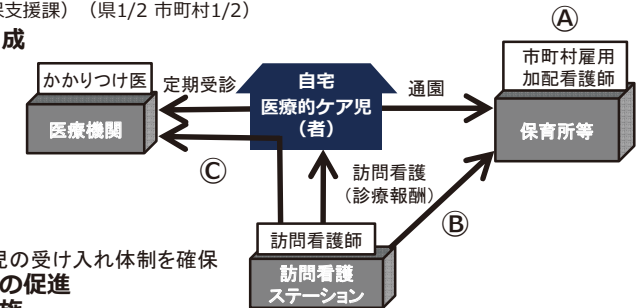 保支援課）（県1/2 市町村1/2）
成
Ⓐ
市町村雇用
加配看護師
保育所等
かかりつけ医
医療機関
定期受診
自宅
医療的ケア児
（者）
通園
Ⓒ
訪問看護
（診療報酬）
Ⓑ
訪問看護師
訪問看護
ステーション
児の受け入れ体制を確保
の促進
施